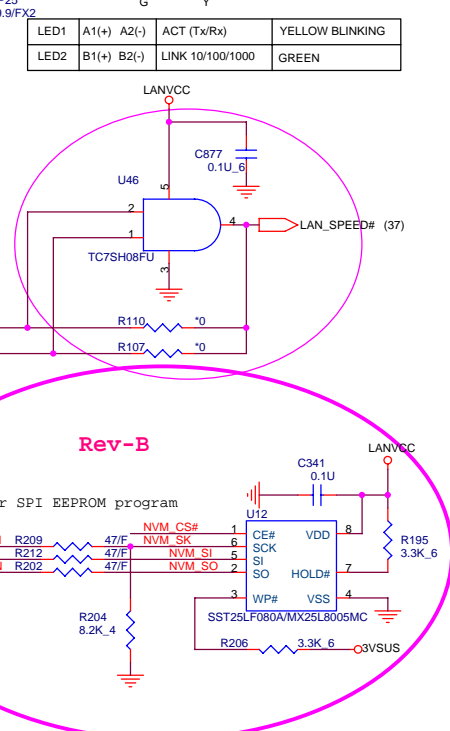 G Y
0.9/FX2
LED1 A1(+) A2(-) ACT (Tx/Rx) YELLOW BLINKING
LED2 B1(+) B2(-) LINK 10/100/1000 GREEN
LANVCC
C877
0.1U_6
U46
5
2
4
LAN_SPEED# (37)
1
TC7SH08FU
3
R110 *0
R107 *0
Rev-B
LANVCC
C341
0.1U
r SPI EEPROM program
U12
NVM_CS# 1 CE# VDD 8
R209 47/F NVM_SK 6 SCK
R195
3.3K_6
R212 47/F NVM_SI 5 SI
R202 47/F NVM_SO 2 SO HOLD# 7
3 WP# VSS 4
R204
8.2K_4
SST25LF080A/MX25L8005MC
R206 3.3K_6 3VSUS